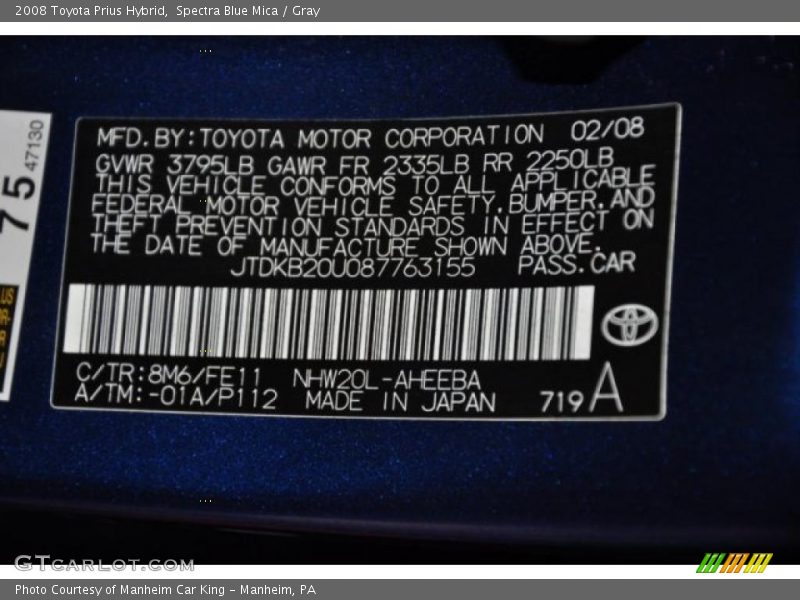 2008 Toyota Prius Hybrid, Spectra Blue Mica / Gray
MFD.BY:TOYOTA MOTOR CORPORATION 02/08
GVWR 3795LB GAWR FR 2335LB RR 2250LB
THIS VEHICLE CONFORMS TO ALL APPLICABLE
FEDERAL MOTOR VEHICLE SAFETY,BUMPER,AND
THEFT PREVENTION STANDARDS IN EFFECT ON
THE DATE OF MANUFACTURE SHOWN ABOVE.
JTDKB20U087763155 PASS.CAR
C/TR:8M6/FE11 NHW20L-AHEEBA
A/TM:-01A/P112 MADE IN JAPAN 719 A
75
47130
GTCARLOT.COM
Photo Courtesy of Manheim Car King - Manheim, PA